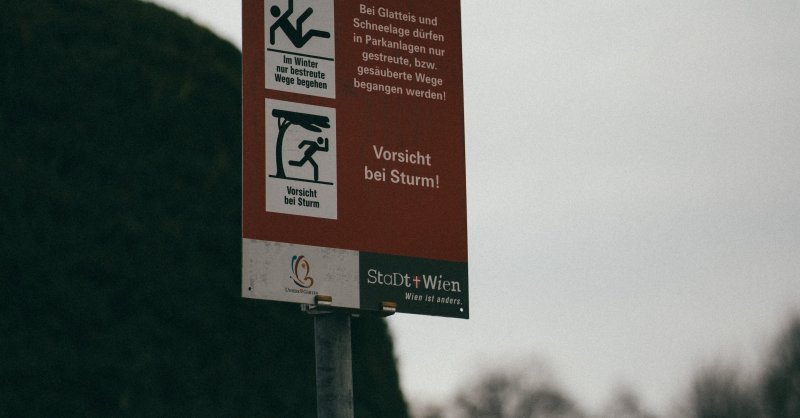 Im Winter
nur bestreute
Wege begehen
Bei Glatteis und
Schneelage dürfen
in Parkanlagen nur
gestreute, bzw.
gesäuberte Wege
begangen werden!
Vorsicht
bei Sturm
Vorsicht
bei Sturm!
StaDt Wien
Wien ist anders.